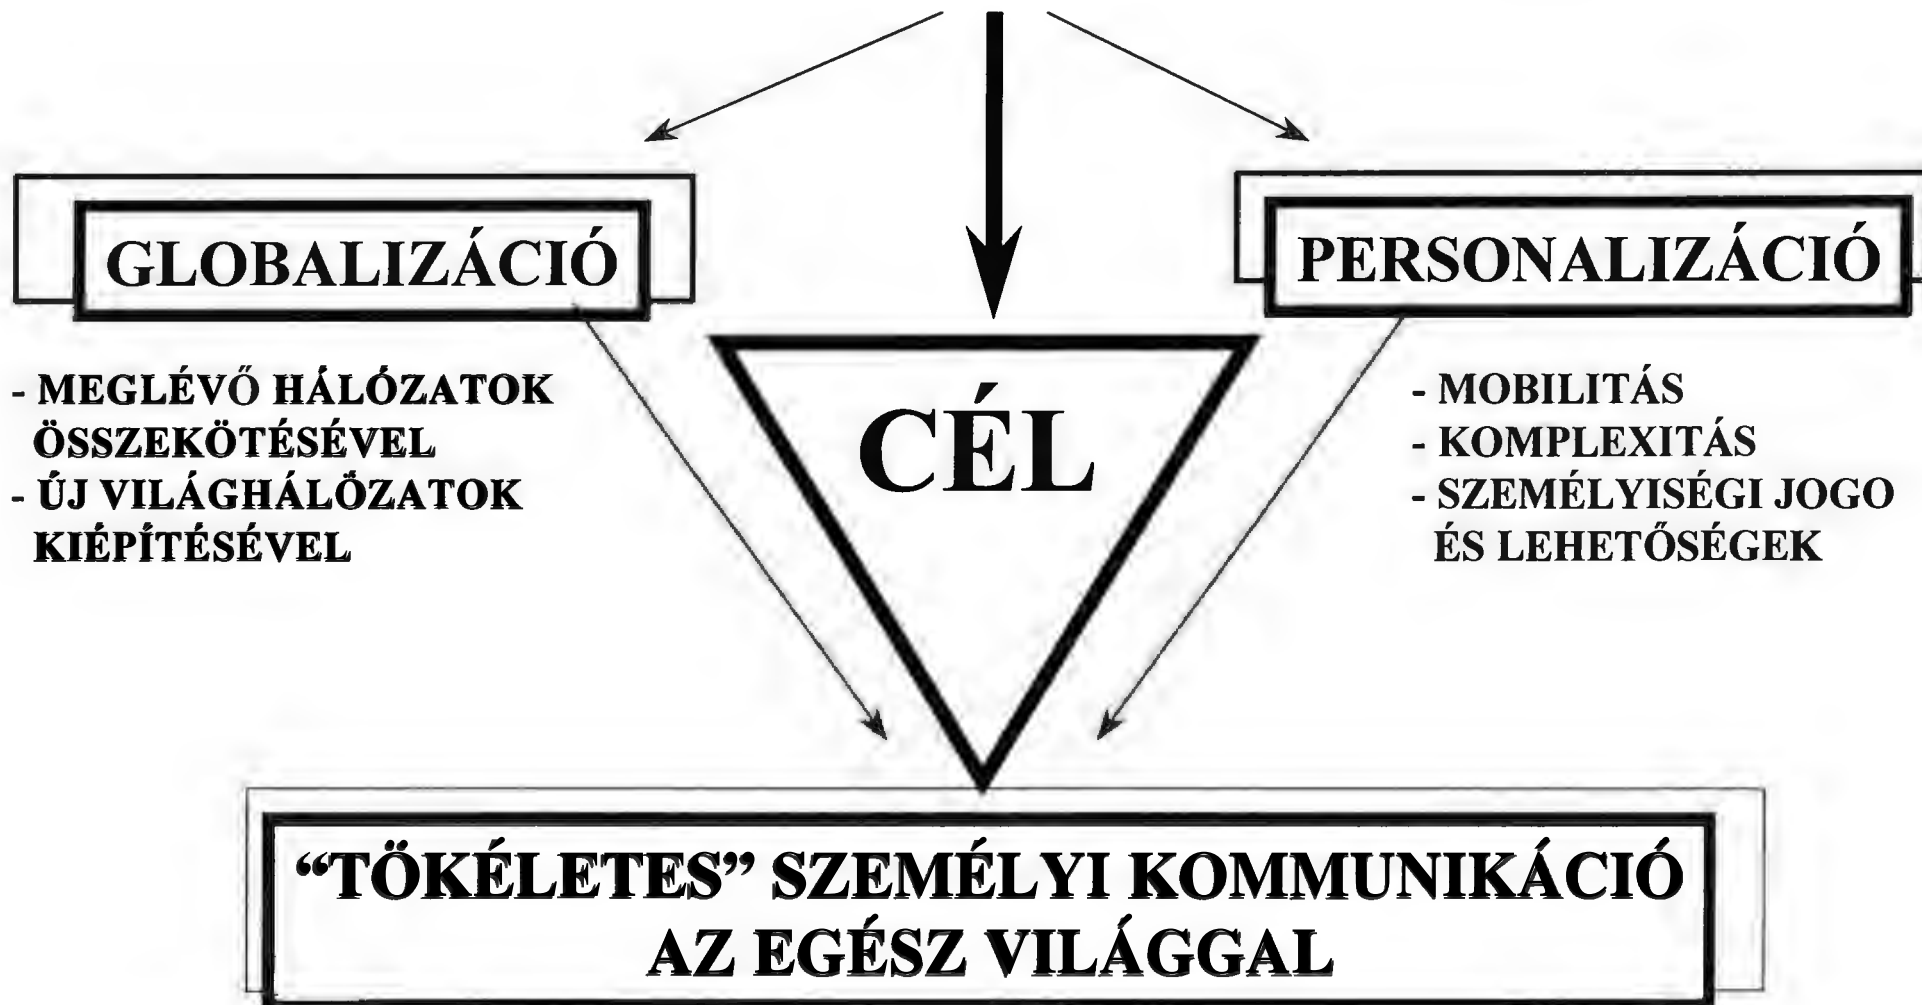 GLOBALIZÁCIÓ
- MEGLÉVŐ HÁLÓZATOK
ÖSSZEKÖTÉSÉVEL
- ÚJ VILÁGHÁLÖZATOK
KIÉPÍTÉSÉVEL
CÉL
PERSONALIZÁCIÓ
- MOBILITÁS
- KOMPLEXITÁS
- SZEMÉLYISÉGI JOGO
ÉS LEHETŐSÉGEK
“TÖKÉLETES” SZEMÉLYI KOMMUNIKÁCIÓ
AZ EGÉSZ VILÁGGAL